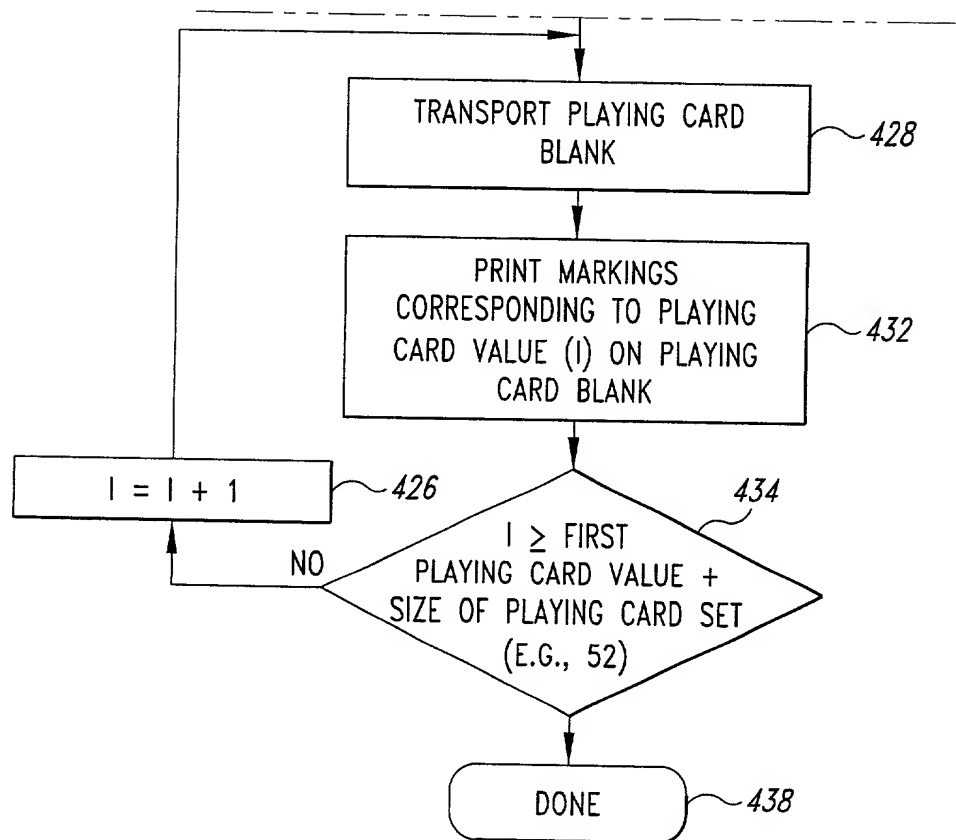 TRANSPORT PLAYING CARD
BLANK
428
PRINT MARKINGS
CORRESPONDING TO PLAYING
CARD VALUE (I) ON PLAYING
CARD BLANK
432
I = I + 1
426
434
I ≥ FIRST
PLAYING CARD VALUE +
SIZE OF PLAYING CARD SET
(E.G., 52)
NO
DONE
438